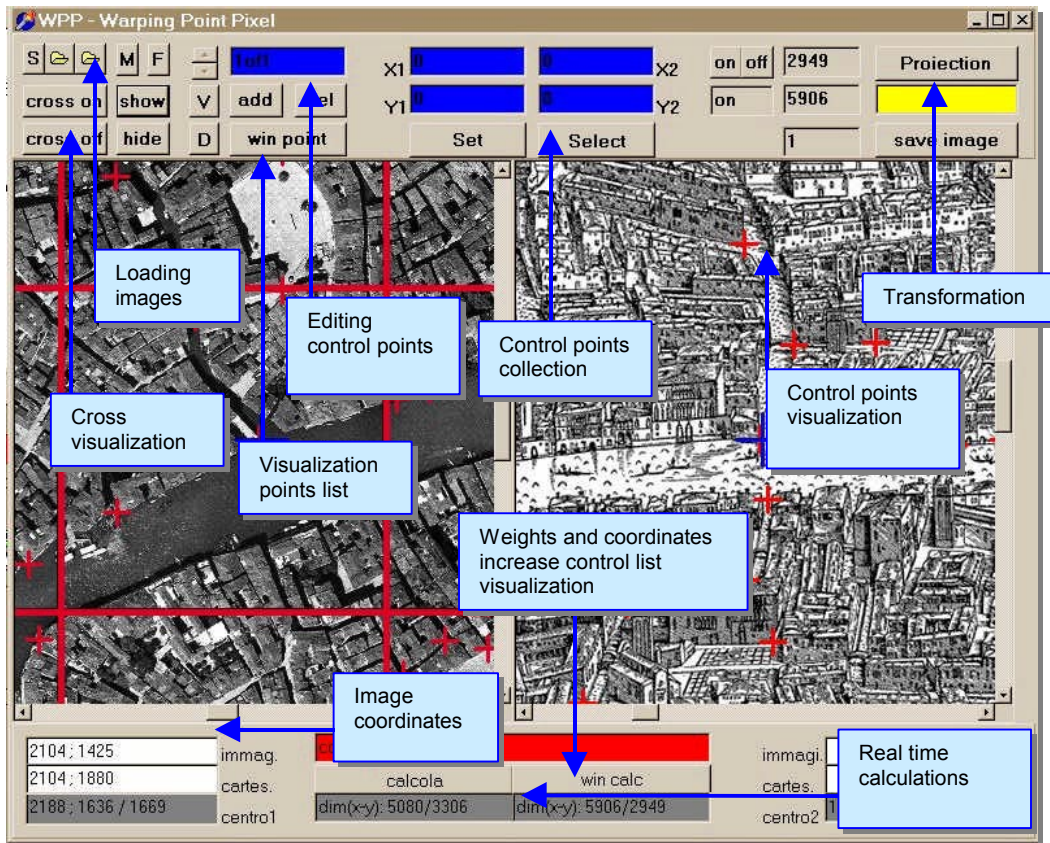 WPP - Warping Point Pixel
S M F
1off
X1 0
0 X2
on off
2949
Proiection
cross on
show
V
add
Y1 0
0 Y2
on
5906
hide
D
win point
Set
Select
1
save image
Loading
images
Editing
control points
Control points
collection
Transformation
Cross
visualization
Visualization
points list
Control points
visualization
Weights and coordinates
increase control list
visualization
Image
coordinates
Real time
calculations
2104 ; 1425
immag.
immagi.
2104 ; 1880
cartes.
calcola
win calc
cartes.
2188 ; 1636 / 1669
centro1
dim(x-y): 5080/3306
dim(x-y): 5906/2949
centro2